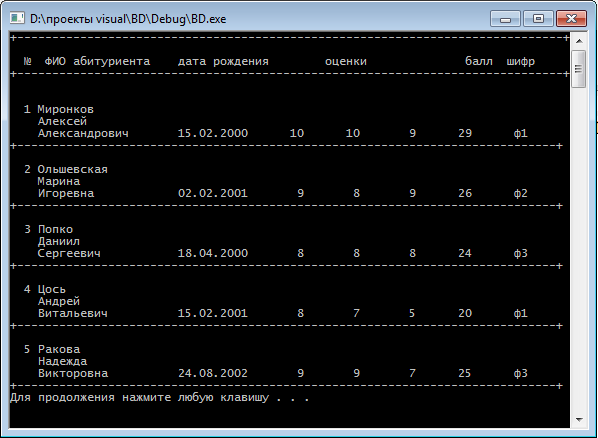 D:\проекты visual\BD\Debug\BD.exe
№ ФИО абитуриента дата рождения оценки балл шифр
1 Миронков
Алексей
Александрович 15.02.2000 10 10 9 29 ф1
2 Ольшевская
Марина
Игоревна 02.02.2001 9 8 9 26 ф2
3 Попко
Даниил
Сергеевич 18.04.2000 8 8 8 24 ф3
4 Цось
Андрей
Витальевич 15.02.2001 8 7 5 20 ф1
5 Ракова
Надежда
Викторовна 24.08.2002 9 9 7 25 ф3
Для продолжения нажмите любую клавишу . . .